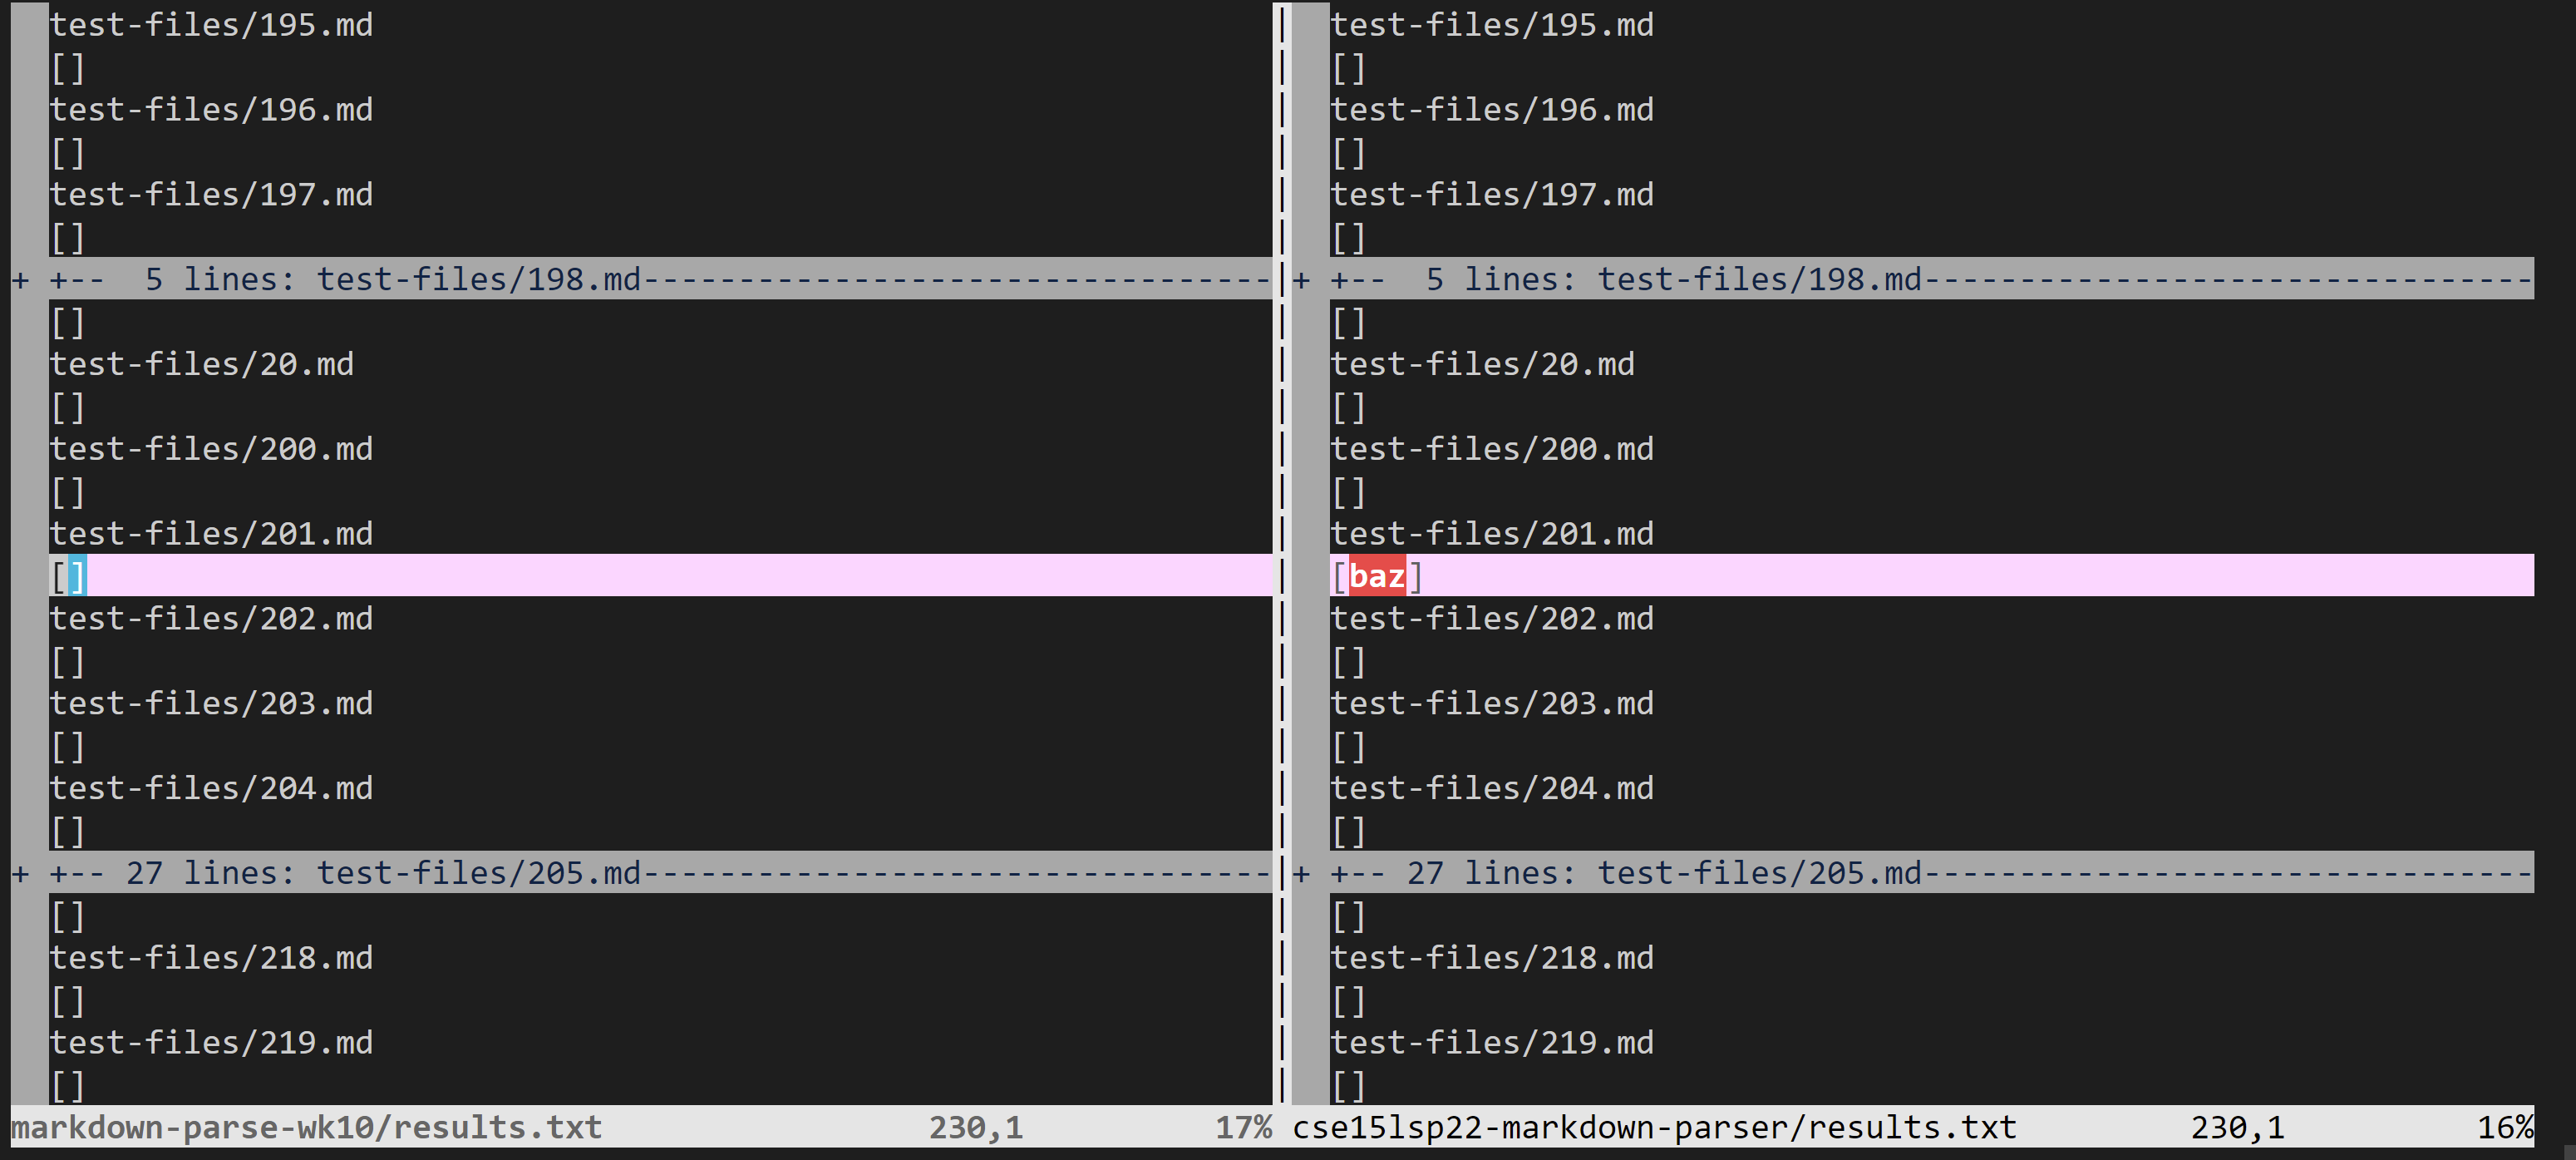 test-files/195.md
[]
test-files/196.md
[]
test-files/197.md
[]
+ +--  5 lines: test-files/198.md---------------------------------
[]
test-files/20.md
[]
test-files/200.md
[]
test-files/201.md
[]
test-files/202.md
[]
test-files/203.md
[]
test-files/204.md
[]
+ +-- 27 lines: test-files/205.md---------------------------------
[]
test-files/218.md
[]
test-files/219.md
[]
markdown-parse-wk10/results.txt 230,1 17%
test-files/195.md
[]
test-files/196.md
[]
test-files/197.md
[]
+ +--  5 lines: test-files/198.md--------------------------------
[]
test-files/20.md
[]
test-files/200.md
[]
test-files/201.md
[baz]
test-files/202.md
[]
test-files/203.md
[]
test-files/204.md
[]
+ +-- 27 lines: test-files/205.md--------------------------------
[]
test-files/218.md
[]
test-files/219.md
[]
cse15lsp22-markdown-parser/results.txt 230,1 16%